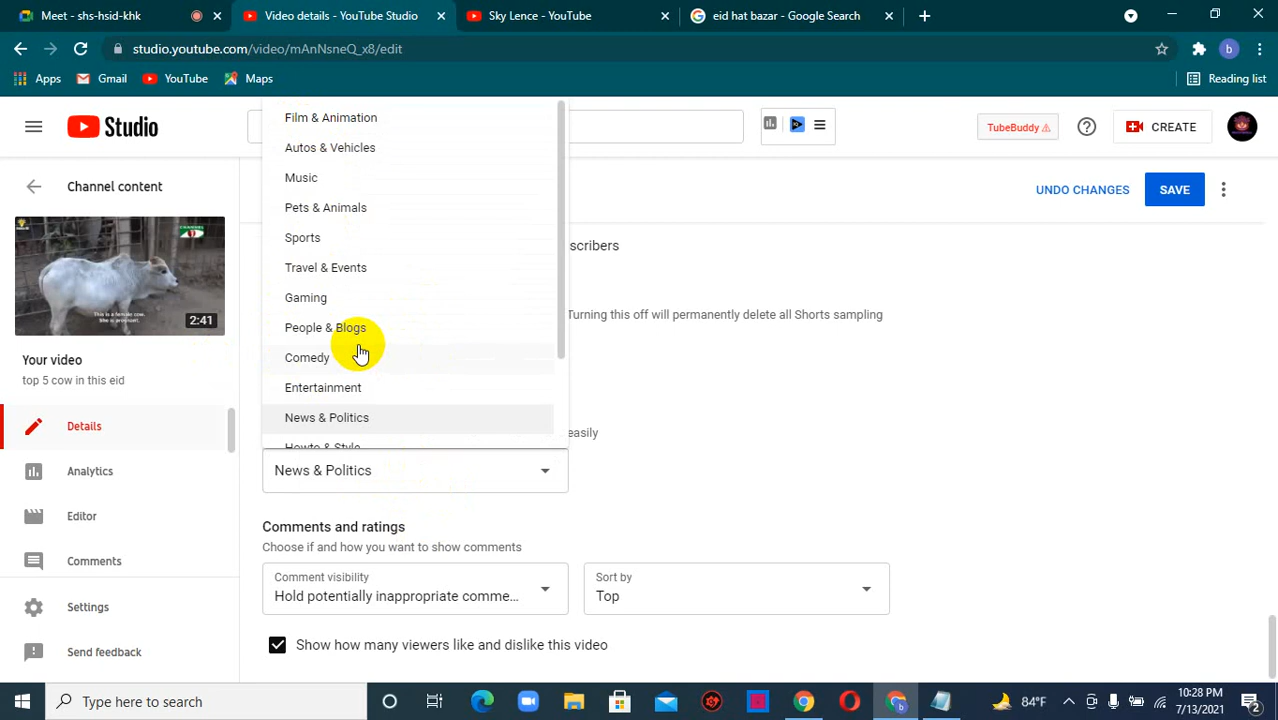 Meet - shs-hsid-khk
Video details - YouTube Studio
Sky Lence - YouTube
eid hat bazar - Google Search
studio.youtube.com/video/mAnNsneQ_x8/edit
b
Apps Gmail YouTube Maps Reading list
Studio
TubeBuddy
CREATE
Channel content
UNDO CHANGES
SAVE
Film & Animation
Autos & Vehicles
Music
Pets & Animals
Sports
Travel & Events
Gaming
People & Blogs
Comedy
Entertainment
News & Politics
Howto & Style
scribers
Turning this off will permanently delete all Shorts sampling
easily
This is a female cow.
2:41
Your video
top 5 cow in this eid
Details
Analytics
Editor
Comments
Settings
Send feedback
News & Politics
Comments and ratings
Choose if and how you want to show comments
Comment visibility
Hold potentially inappropriate comme...
Sort by
Top
Show how many viewers like and dislike this video
Type here to search
84°F
10:28 PM
7/13/2021
2